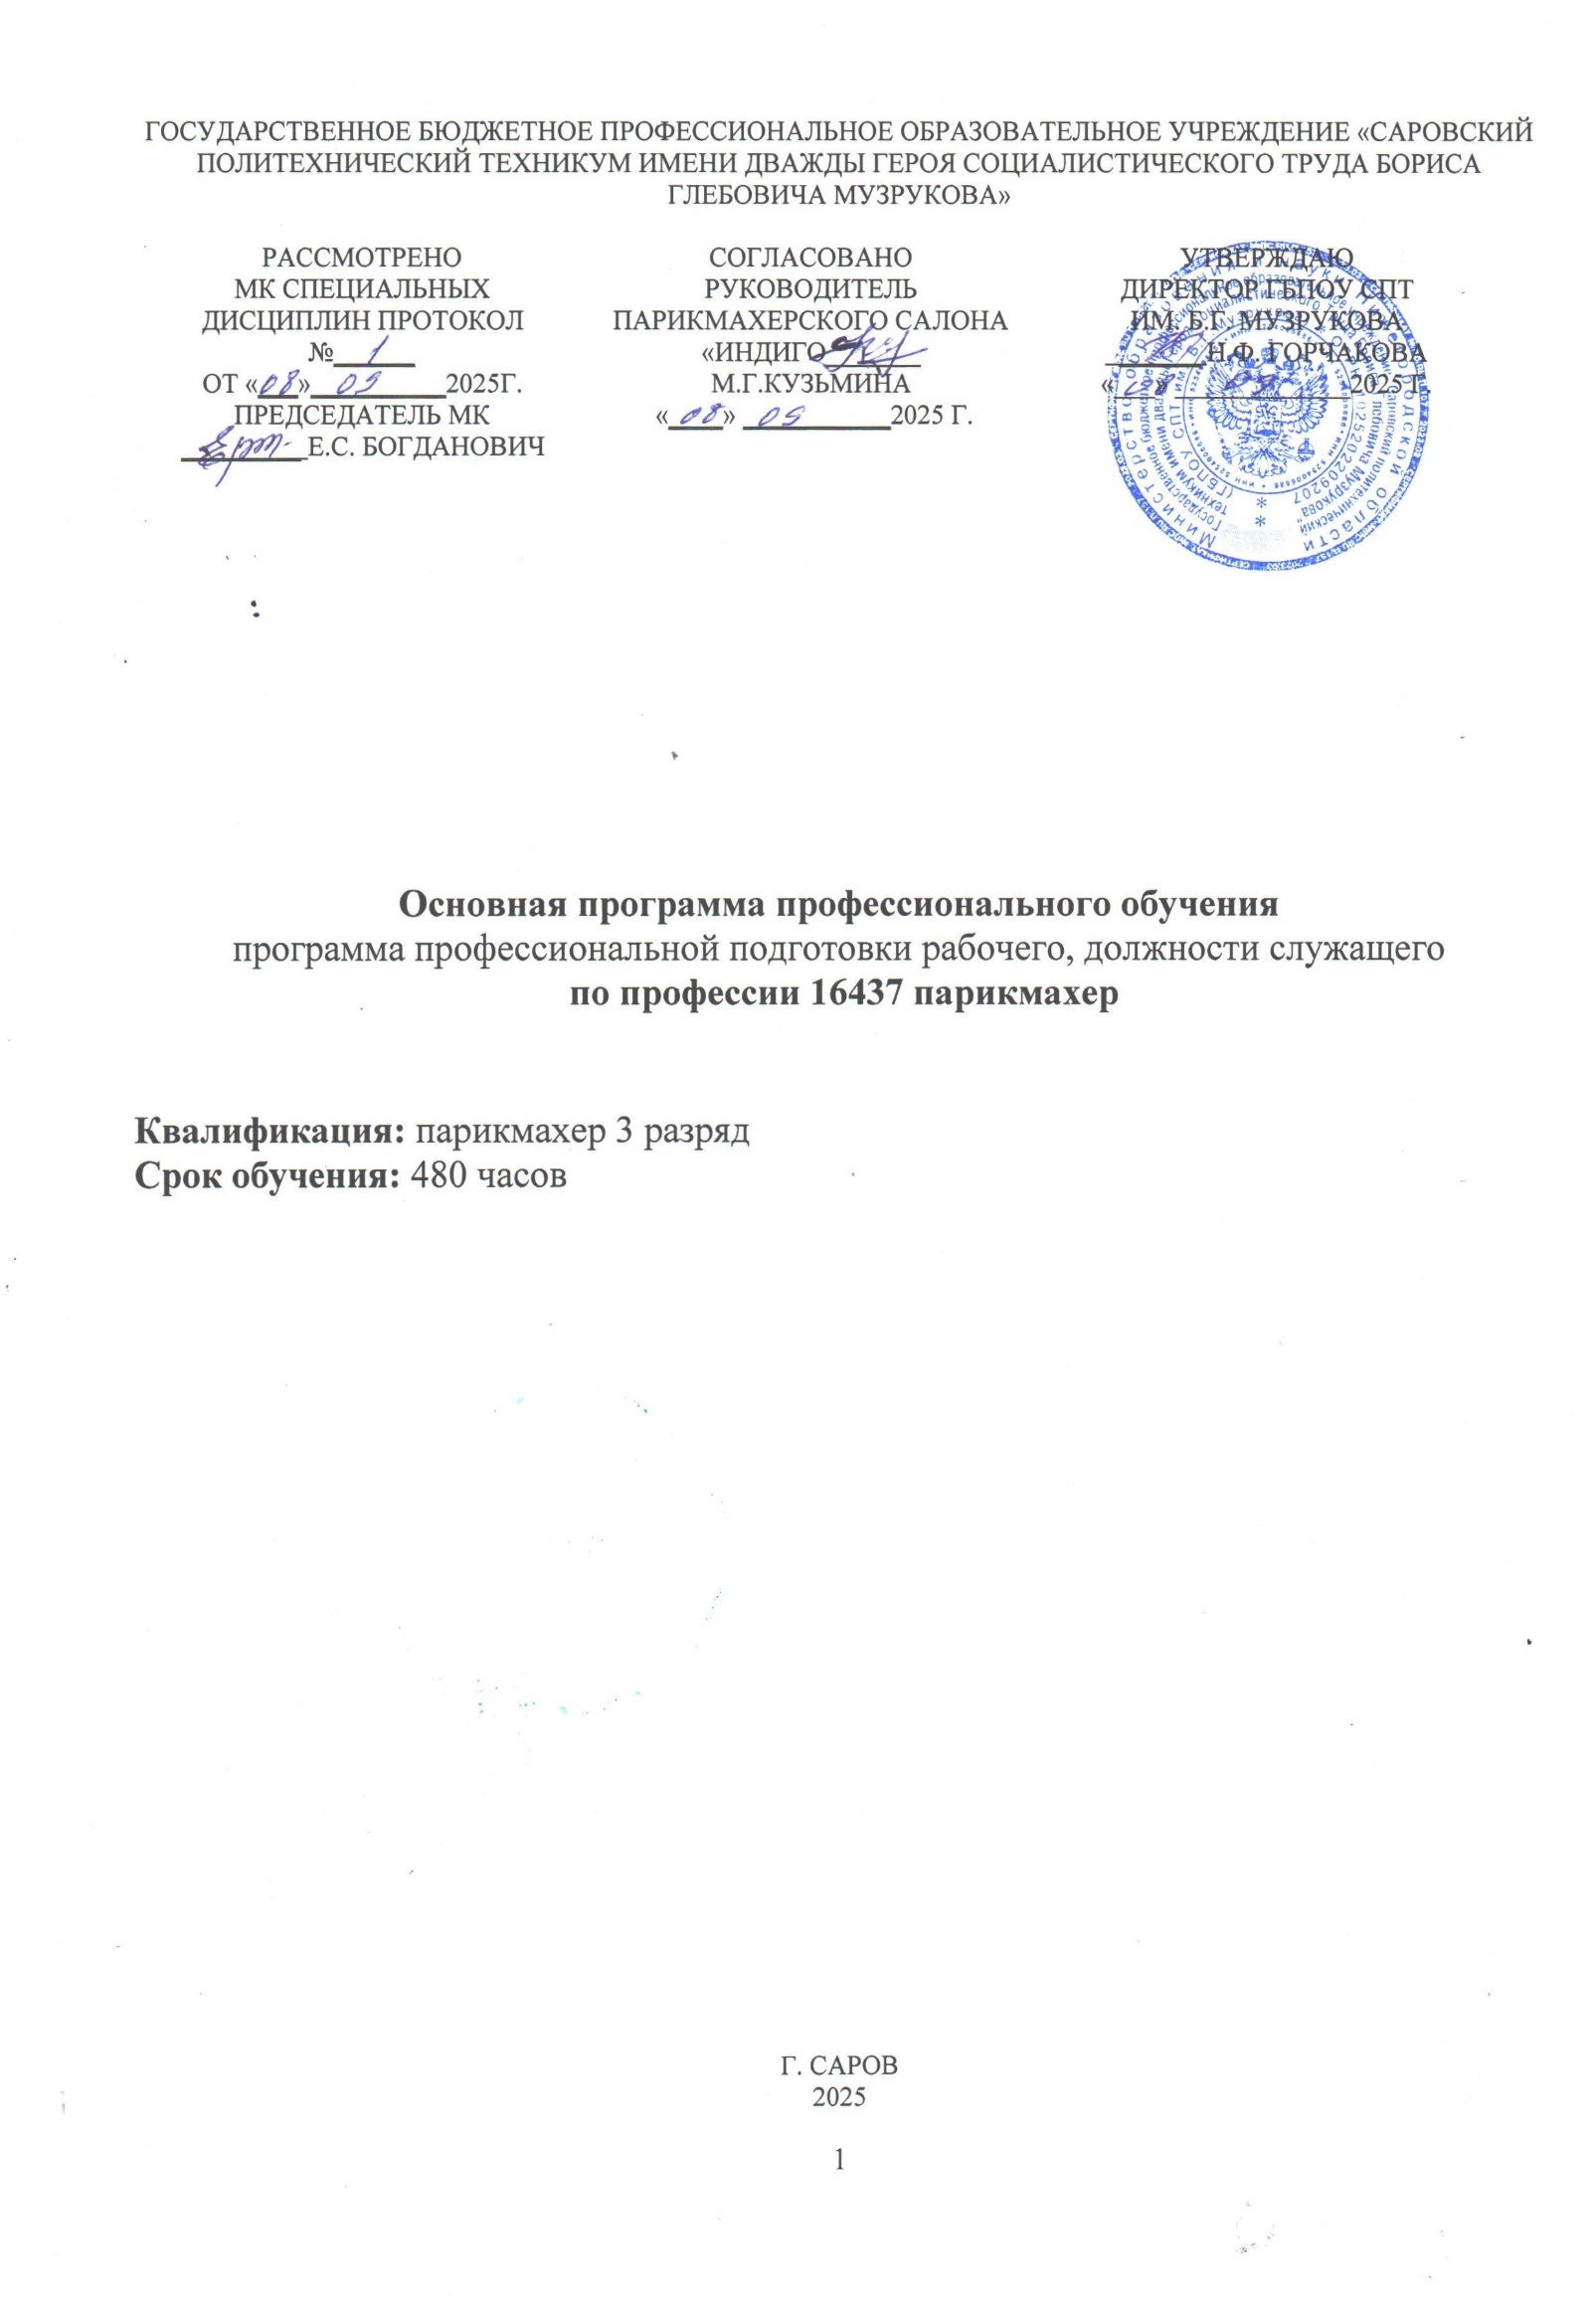 ГОСУДАРСТВЕННОЕ БЮДЖЕТНОЕ ПРОФЕССИОНАЛЬНОЕ ОБРАЗОВАТЕЛЬНОЕ УЧРЕЖДЕНИЕ «САРОВСКИЙ
ПОЛИТЕХНИЧЕСКИЙ ТЕХНИКУМ ИМЕНИ ДВАЖДЫ ГЕРОЯ СОЦИАЛИСТИЧЕСКОГО ТРУДА БОРИСА
ГЛЕБОВИЧА МУЗРУКОВА»
РАССМОТРЕНО
МК СПЕЦИАЛЬНЫХ
ДИСЦИПЛИН ПРОТОКОЛ
№ 1
ОТ «08» 09 2025Г.
ПРЕДСЕДАТЕЛЬ МК
Е.С. БОГДАНОВИЧ
СОГЛАСОВАНО
РУКОВОДИТЕЛЬ
ПАРИКМАХЕРСКОГО САЛОНА
«ИНДИГО
М.Г.КУЗЬМИНА
«08» 09 2025 Г.
УТВЕРЖДАЮ
ДИРЕКТОР ГБПОУ СПТ
ИМ. Б.Г. МУЗРУКОВА
Н.Ф. ГОРЧАКОВА
2025 Г.
Основная программа профессионального обучения
программа профессиональной подготовки рабочего, должности служащего
по профессии 16437 парикмахер
Квалификация: парикмахер 3 разряд
Срок обучения: 480 часов
Г. САРОВ
2025
1